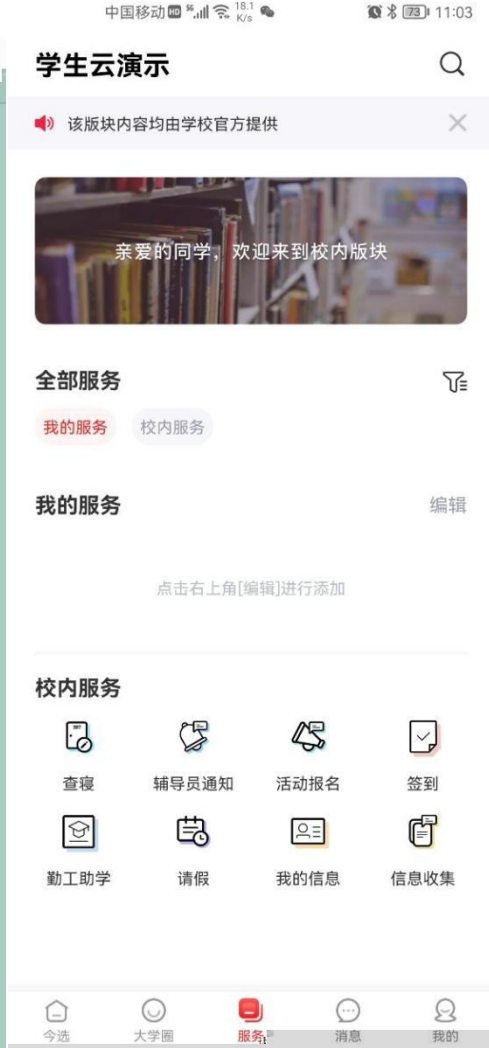 中国移动 HD 5G 18.1 K/s 73 11:03
学生云演示
该版块内容均由学校官方提供
亲爱的同学，欢迎来到校内版块
全部服务
我的服务 校内服务
我的服务 编辑
点击右上角[编辑]进行添加
校内服务
查寝 辅导员通知 活动报名 签到
勤工助学 请假 我的信息 信息收集
今选 大学圈 服务 消息 我的